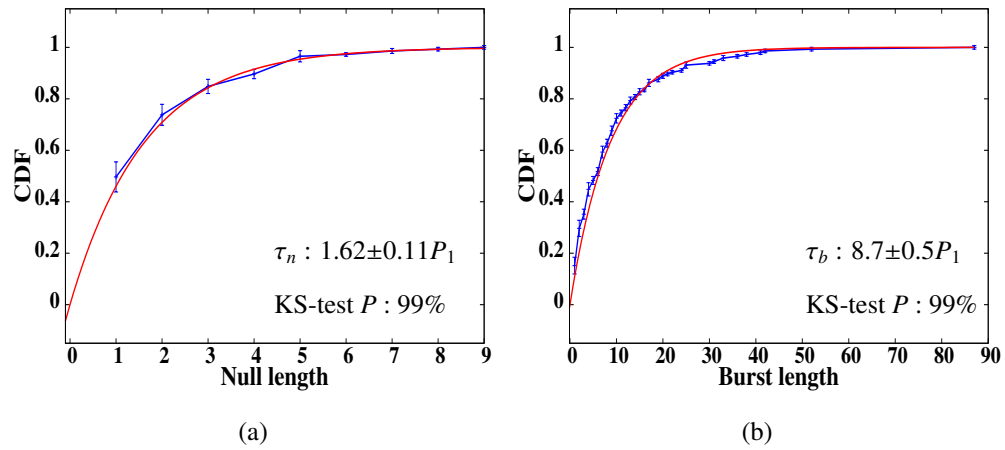 1
0.8
0.6
0.4
0.2
0
CDF
τn : 1.62±0.11P1
KS-test P : 99%
0 1 2 3 4 5 6 7 8 9
Null length
(a)
1
0.8
0.6
0.4
0.2
0
CDF
τb : 8.7±0.5P1
KS-test P : 99%
0 10 20 30 40 50 60 70 80 90
Burst length
(b)